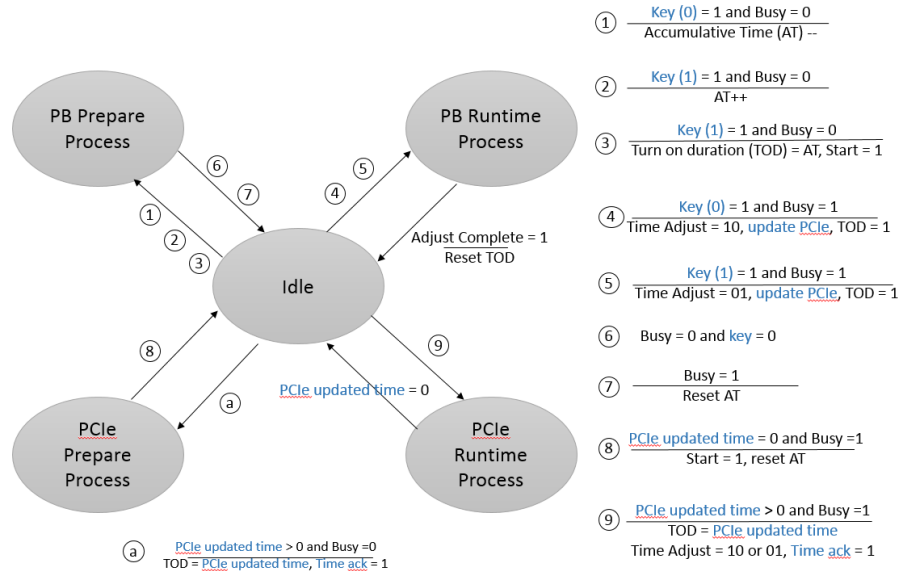 PB Prepare
Process
PB Runtime
Process
Idle
PCIe
Prepare
Process
PCIe
Runtime
Process
6
7
1
2
3
5
4
Adjust Complete = 1
Reset TOD
8
a
9
PCIe updated time = 0
a
PCIe updated time > 0 and Busy =0
TOD = PCIe updated time, Time ack = 1
1
Key (0) = 1 and Busy = 0
Accumulative Time (AT) --
2
Key (1) = 1 and Busy = 0
AT++
3
Key (1) = 1 and Busy = 0
Turn on duration (TOD) = AT, Start = 1
4
Key (0) = 1 and Busy = 1
Time Adjust = 10, update PCIe, TOD = 1
5
Key (1) = 1 and Busy = 1
Time Adjust = 01, update PCIe, TOD = 1
6
Busy = 0 and key = 0
7
Busy = 1
Reset AT
8
PCIe updated time = 0 and Busy =1
Start = 1, reset AT
9
PCIe updated time > 0 and Busy =1
TOD = PCIe updated time
Time Adjust = 10 or 01, Time ack = 1